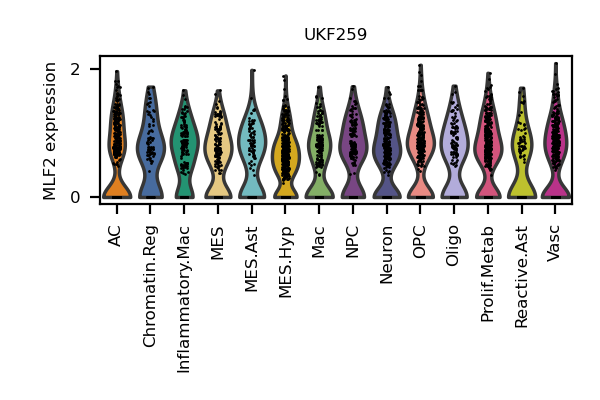 UKF259
MLF2 expression
2
0
AC
Chromatin.Reg
Inflammatory.Mac
MES
MES.Ast
MES.Hyp
Mac
NPC
Neuron
OPC
Oligo
Prolif.Metab
Reactive.Ast
Vasc